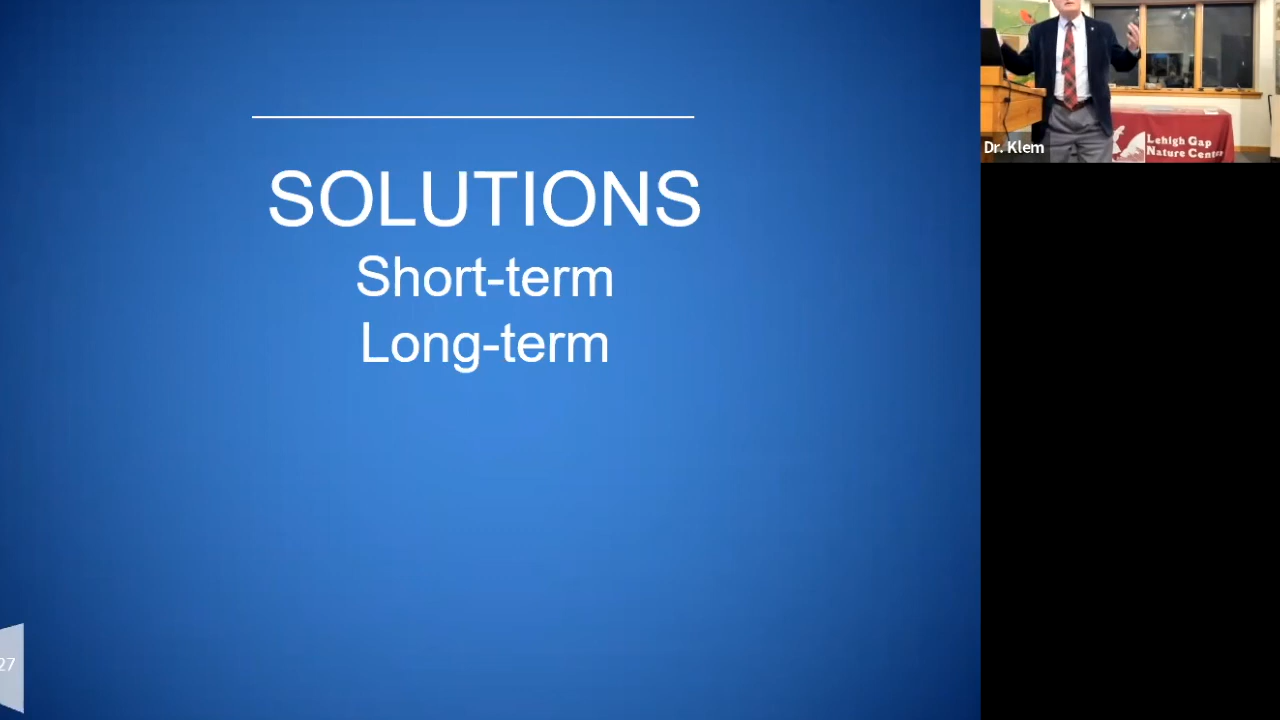 SOLUTIONS
Short-term
Long-term
27
Dr. Klem
Lehigh Gap
Nature Center